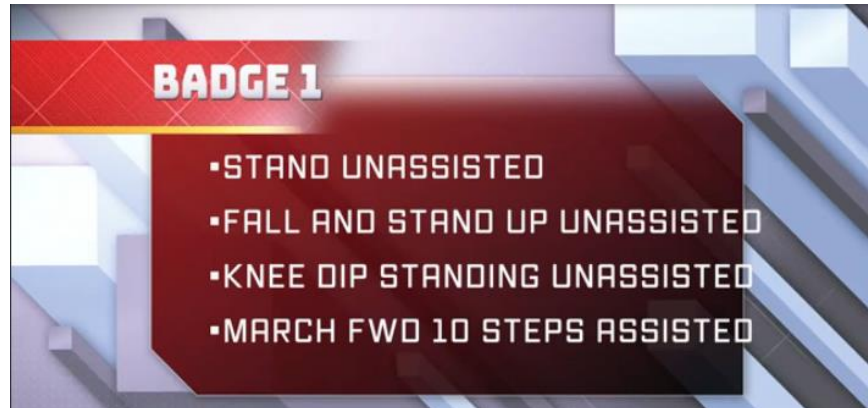 BADGE 1
▪STAND UNASSISTED
▪FALL AND STAND UP UNASSISTED
▪KNEE DIP STANDING UNASSISTED
▪MARCH FWD 10 STEPS ASSISTED